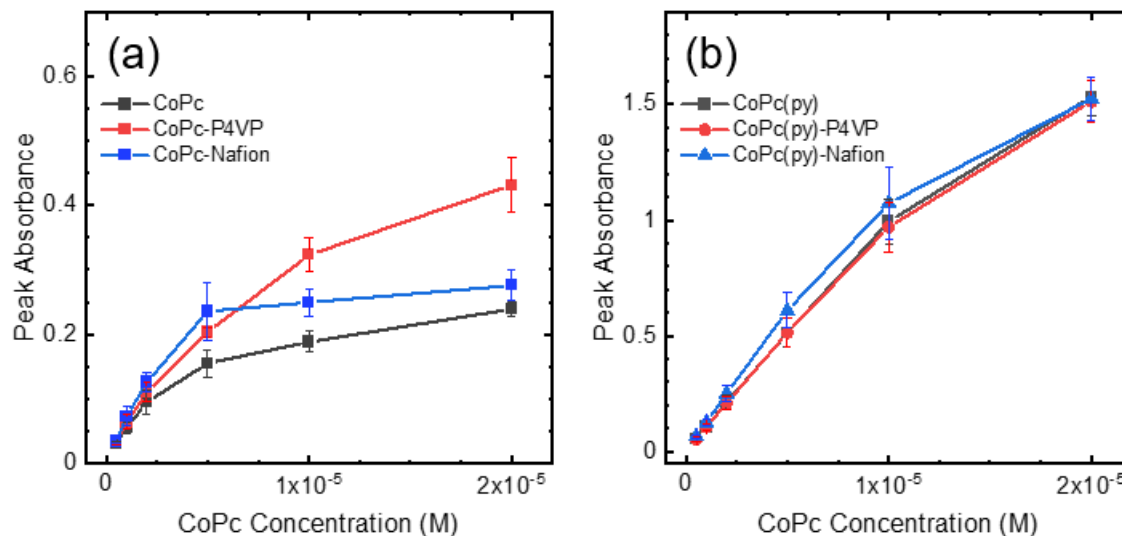 (a)
CoPc
CoPc-P4VP
CoPc-Nafion
Peak Absorbance
0.6
0.4
0.2
0
0
1x10⁻⁵
2x10⁻⁵
CoPc Concentration (M)
(b)
CoPc(py)
CoPc(py)-P4VP
CoPc(py)-Nafion
Peak Absorbance
1.5
1
0.5
0
0
1x10⁻⁵
2x10⁻⁵
CoPc Concentration (M)